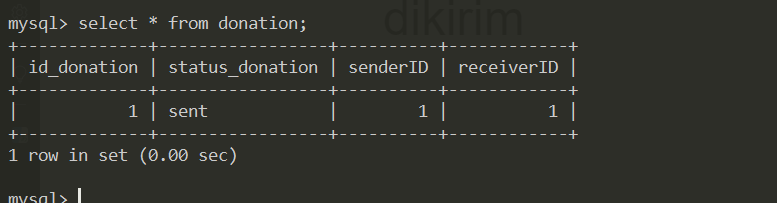 dikirim
mysql> select * from donation;
+-------------+-----------------+----------+------------+
| id_donation | status_donation | senderID | receiverID |
+-------------+-----------------+----------+------------+
|           1 | sent            |        1 |          1 |
+-------------+-----------------+----------+------------+
1 row in set (0.00 sec)
mysql>